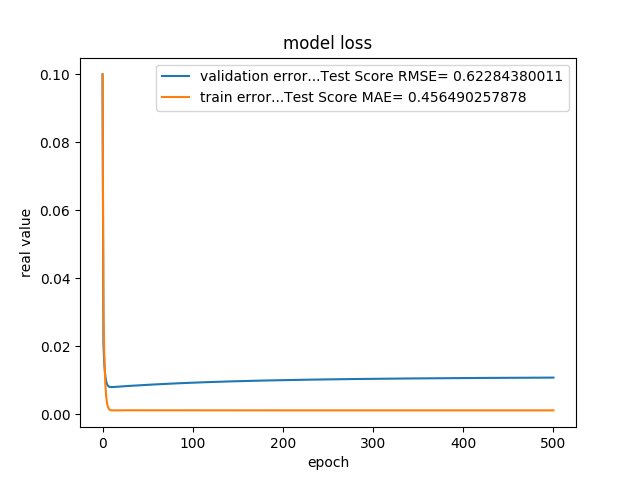 model loss
validation error...Test Score RMSE= 0.62284380011
train error...Test Score MAE= 0.456490257878
0.10
0.08
0.06
0.04
0.02
0.00
real value
0 100 200 300 400 500
epoch